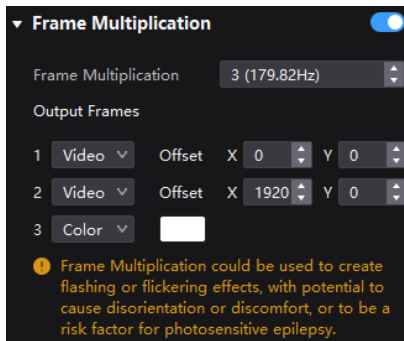 Frame Multiplication
Frame Multiplication 3 (179.82Hz)
Output Frames
1 Video Offset X 0 Y 0
2 Video Offset X 1920 Y 0
3 Color
Frame Multiplication could be used to create
flashing or flickering effects, with potential to
cause disorientation or discomfort, or to be a
risk factor for photosensitive epilepsy.